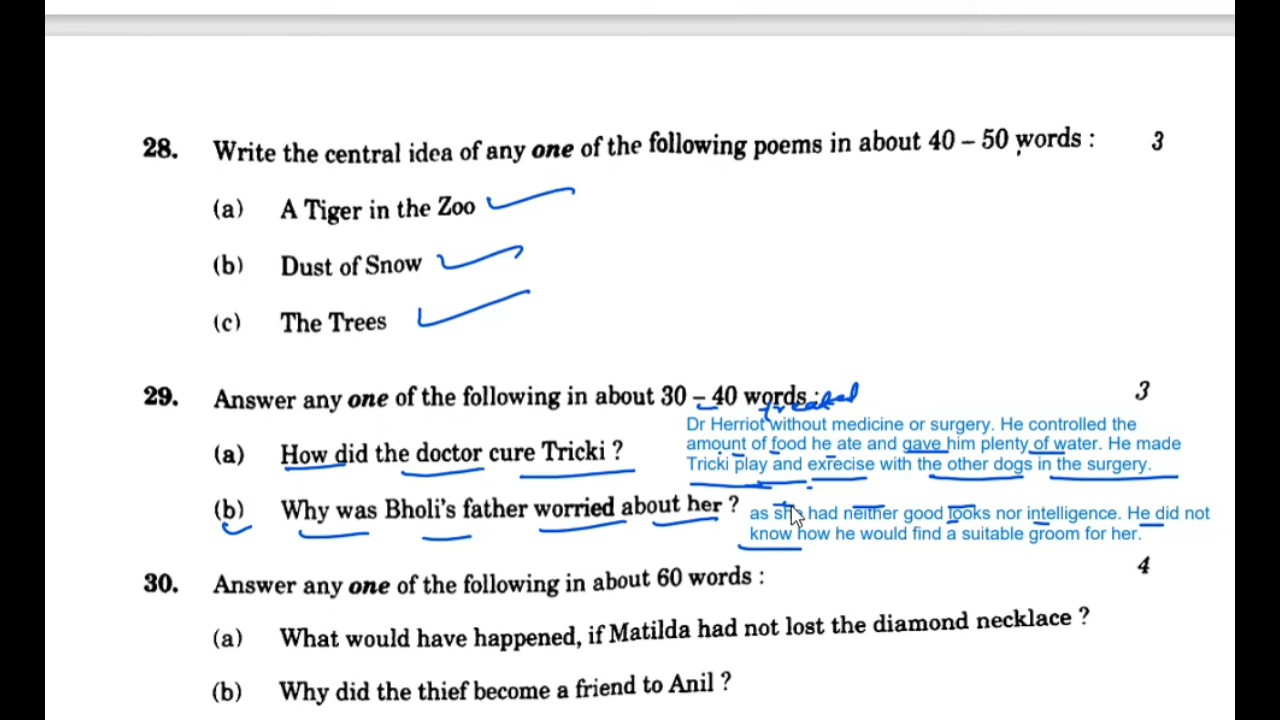 28. Write the central idea of any one of the following poems in about 40 – 50 words : 3
(a) A Tiger in the Zoo
(b) Dust of Snow
(c) The Trees
29. Answer any one of the following in about 30 – 40 words : 3
treated
Dr Herriot without medicine or surgery. He controlled the
amount of food he ate and gave him plenty of water. He made
(a) How did the doctor cure Tricki ?
Tricki play and exrecise with the other dogs in the surgery.
(b) Why was Bholi's father worried about her ?
as she had neither good looks nor intelligence. He did not
know how he would find a suitable groom for her.
30. Answer any one of the following in about 60 words : 4
(a) What would have happened, if Matilda had not lost the diamond necklace ?
(b) Why did the thief become a friend to Anil ?